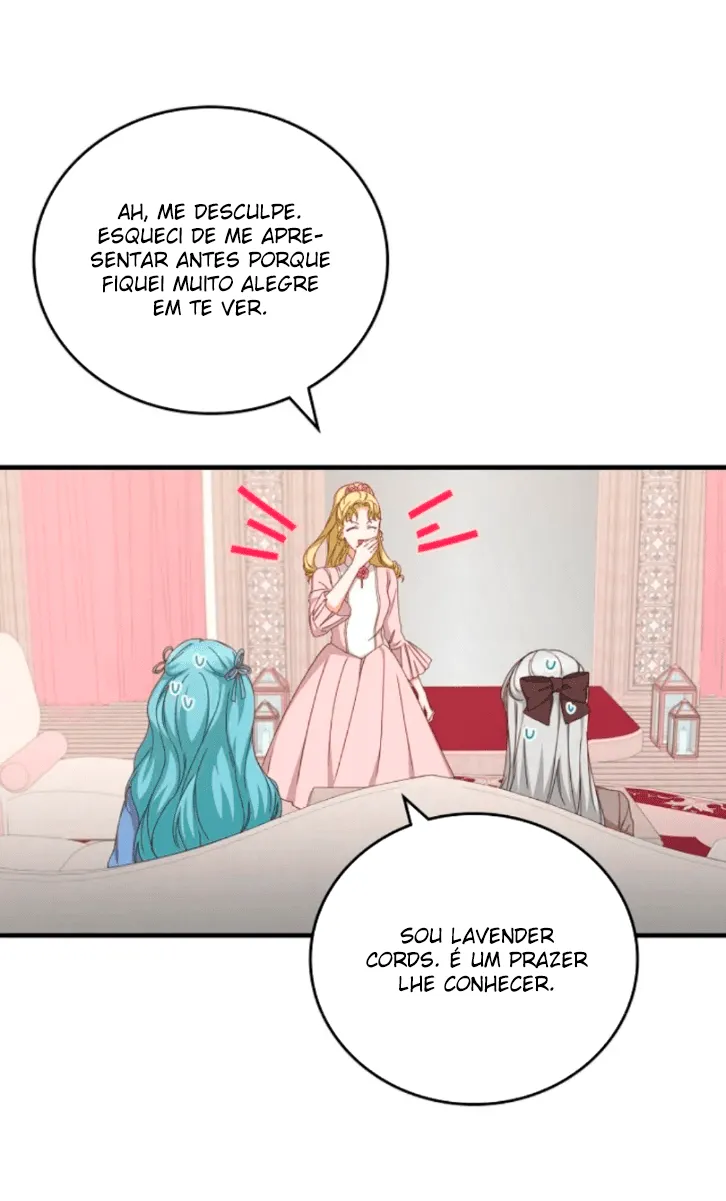 AH, ME DESCULPE.
ESQUECI DE ME APRE-
SENTAR ANTES PORQUE
FIQUEI MUITO ALEGRE
EM TE VER.
SOU LAVENDER
CORDS. É UM PRAZER
LHE CONHECER.